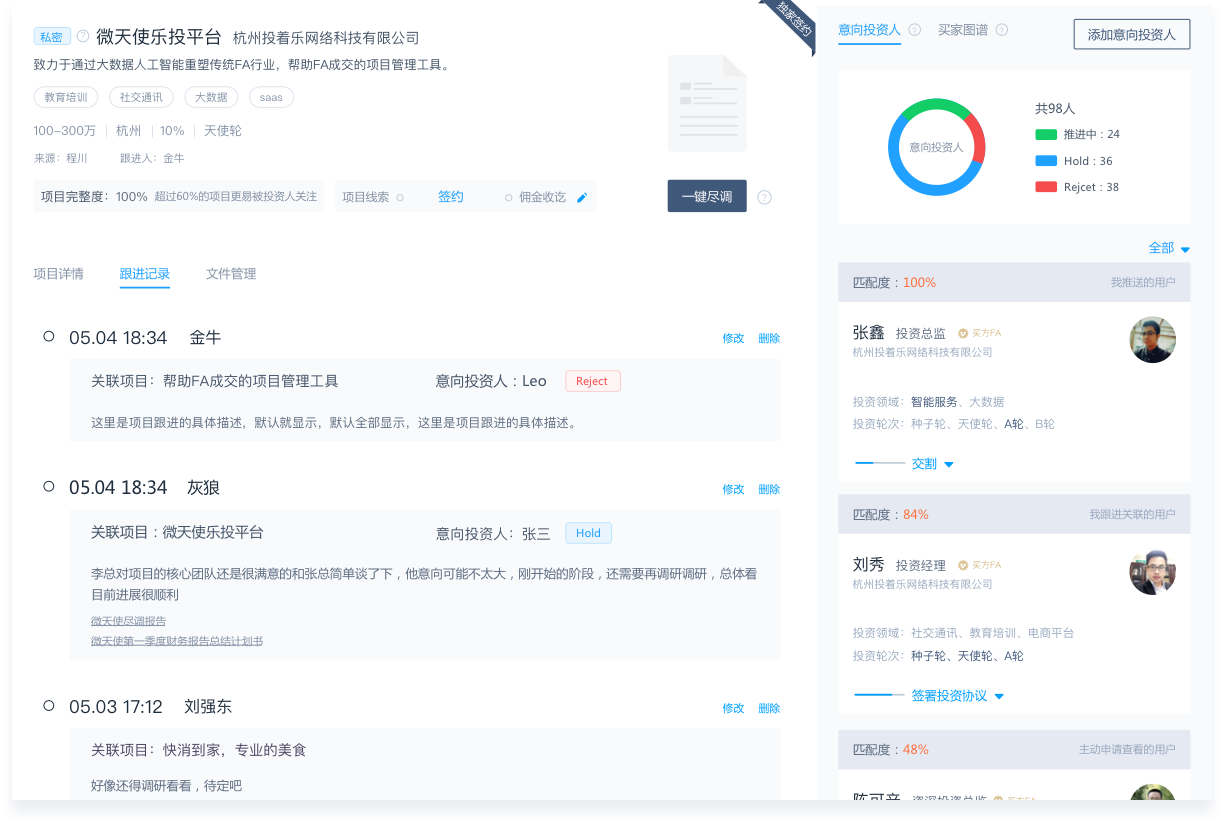 私密 ? 微天使乐投平台 杭州投着乐网络科技有限公司
致力于通过大数据人工智能重塑传统FA行业，帮助FA成交的项目管理工具。
教育培训 社交通讯 大数据 saas
100-300万 杭州 10% 天使轮
来源：程川 跟进人：金牛
项目完整度：100% 超过60%的项目更易被投资人关注
项目线索 签约 佣金收讫
独家签约
一键尽调 ?
项目详情 跟进记录 文件管理
05.04 18:34 金牛 修改 删除
关联项目：帮助FA成交的项目管理工具 意向投资人：Leo Reject
这里是项目跟进的具体描述，默认就显示，默认全部显示，这里是项目跟进的具体描述。
05.04 18:34 灰狼 修改 删除
关联项目：微天使乐投平台 意向投资人：张三 Hold
李总对项目的核心团队还是很满意的和张总简单谈了下，他意向可能不太大，刚开始的阶段，还需要再调研调研，总体看
目前进展很顺利
微天使尽调报告
微天使第一季度财务报告总结计划书
05.03 17:12 刘强东 修改 删除
关联项目：快消到家，专业的美食
好像还得调研看看，待定吧
意向投资人 ? 买家图谱 ? 添加意向投资人
意向投资人
共98人
推进中：24
Hold：36
Rejcet：38
全部
匹配度：100% 我推送的用户
张鑫 投资总监 买方FA
杭州投着乐网络科技有限公司
投资领域：智能服务、大数据
投资轮次：种子轮、天使轮、A轮、B轮
交割
匹配度：84% 我跟进关联的用户
刘秀 投资经理 买方FA
杭州投着乐网络科技有限公司
投资领域：社交通讯、教育培训、电商平台
投资轮次：种子轮、天使轮、A轮
签署投资协议
匹配度：48% 主动申请查看的用户